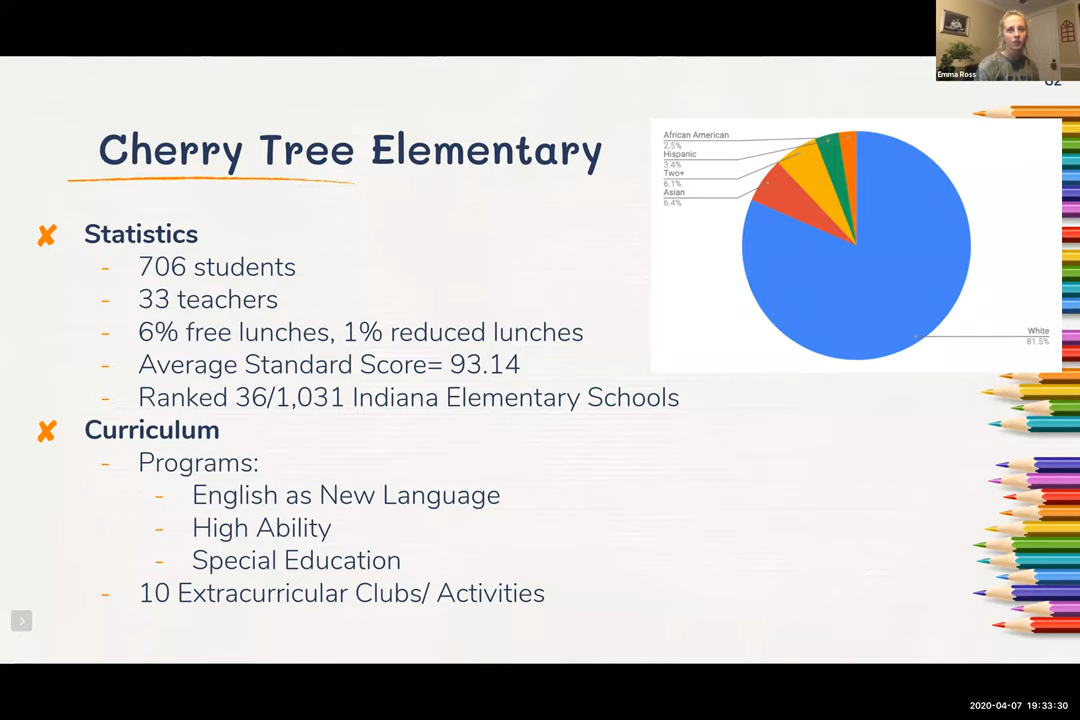 Emma Ross
Cherry Tree Elementary
✘ Statistics
- 706 students
- 33 teachers
- 6% free lunches, 1% reduced lunches
- Average Standard Score= 93.14
- Ranked 36/1,031 Indiana Elementary Schools
✘ Curriculum
- Programs:
- English as New Language
- High Ability
- Special Education
- 10 Extracurricular Clubs/ Activities
African American
2.5%
Hispanic
3.4%
Two+
6.1%
Asian
6.4%
White
81.5%
2020-04-07 19:33:30